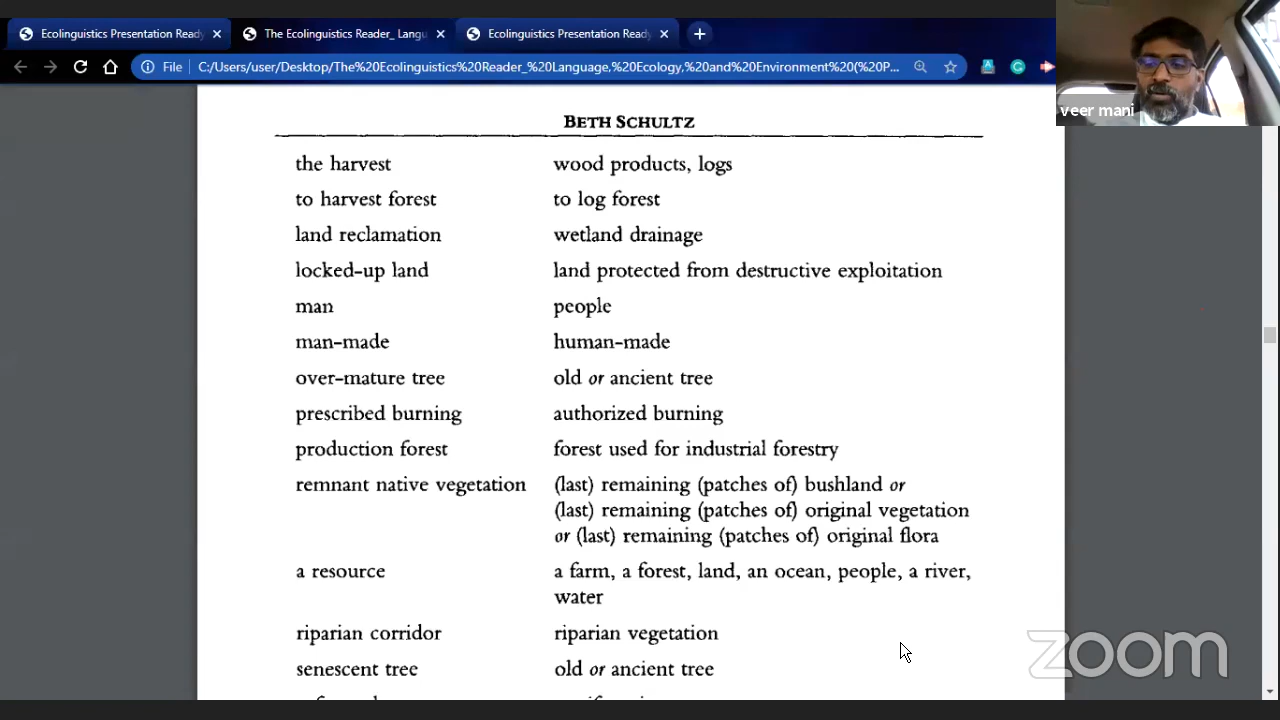 Ecolinguistics Presentation Ready
The Ecolinguistics Reader_ Langu
Ecolinguistics Presentation Ready
File
C:/Users/user/Desktop/The%20Ecolinguistics%20Reader_%20Language,%20Ecology,%20and%20Environment%20(%20P...
veer mani
BETH SCHULTZ
the harvest wood products, logs
to harvest forest to log forest
land reclamation wetland drainage
locked-up land land protected from destructive exploitation
man people
man-made human-made
over-mature tree old or ancient tree
prescribed burning authorized burning
production forest forest used for industrial forestry
remnant native vegetation (last) remaining (patches of) bushland or
(last) remaining (patches of) original vegetation
or (last) remaining (patches of) original flora
a resource a farm, a forest, land, an ocean, people, a river,
water
riparian corridor riparian vegetation
senescent tree old or ancient tree
zoom